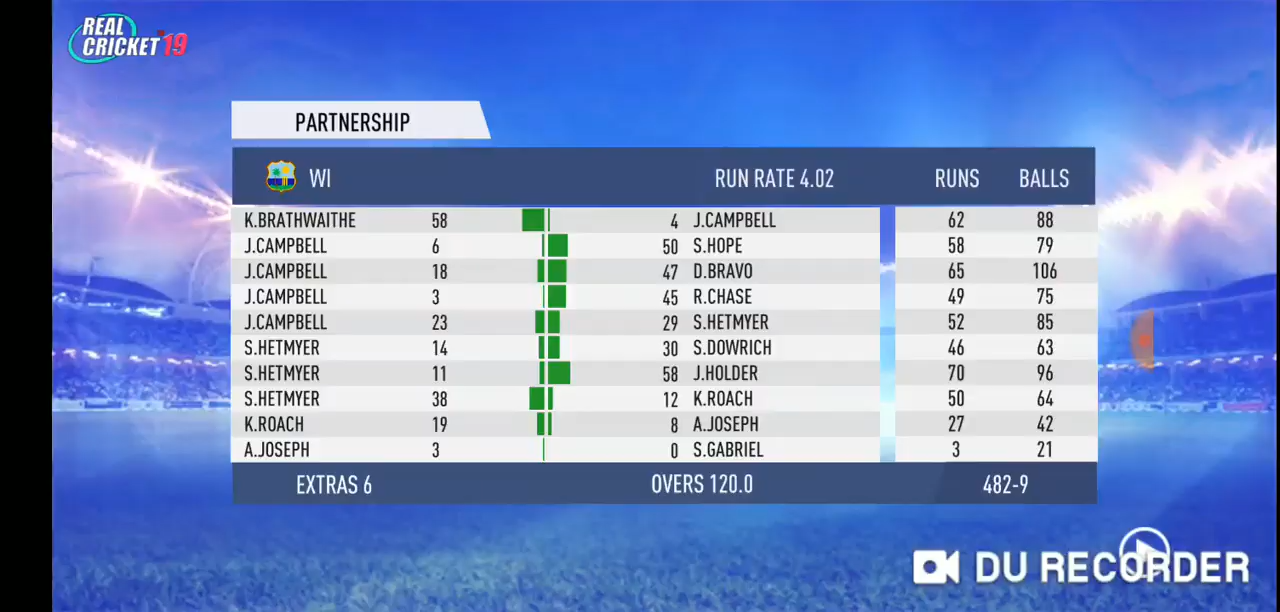 REAL
CRICKET'19
PARTNERSHIP
WI RUN RATE 4.02 RUNS BALLS
K.BRATHWAITHE 58 4 J.CAMPBELL 62 88
J.CAMPBELL 6 50 S.HOPE 58 79
J.CAMPBELL 18 47 D.BRAVO 65 106
J.CAMPBELL 3 45 R.CHASE 49 75
J.CAMPBELL 23 29 S.HETMYER 52 85
S.HETMYER 14 30 S.DOWRICH 46 63
S.HETMYER 11 58 J.HOLDER 70 96
S.HETMYER 38 12 K.ROACH 50 64
K.ROACH 19 8 A.JOSEPH 27 42
A.JOSEPH 3 0 S.GABRIEL 3 21
EXTRAS 6 OVERS 120.0 482-9
DU RECORDER